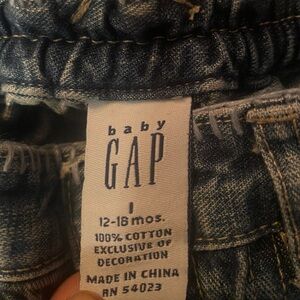 baby
GAP
I
12-18 mos.
100% COTTON
EXCLUSIVE OF
DECORATION
MADE IN CHINA
RN 54023